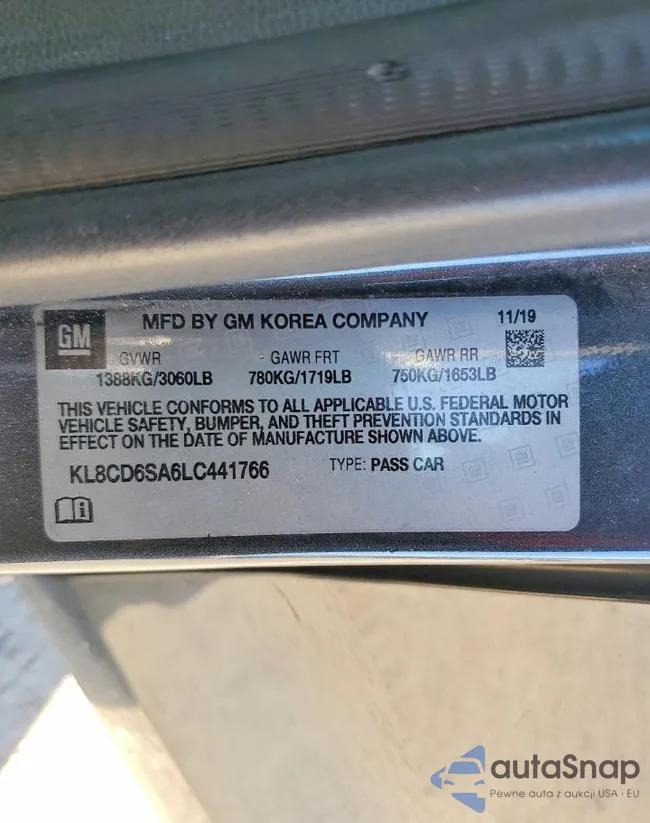 GM
MFD BY GM KOREA COMPANY 11/19
GVWR GAWR FRT GAWR RR
1388KG/3060LB 780KG/1719LB 750KG/1653LB
THIS VEHICLE CONFORMS TO ALL APPLICABLE U.S. FEDERAL MOTOR
VEHICLE SAFETY, BUMPER, AND THEFT PREVENTION STANDARDS IN
EFFECT ON THE DATE OF MANUFACTURE SHOWN ABOVE.
KL8CD6SA6LC441766 TYPE: PASS CAR
autaSnap
Pewne auta z aukcji USA i EU